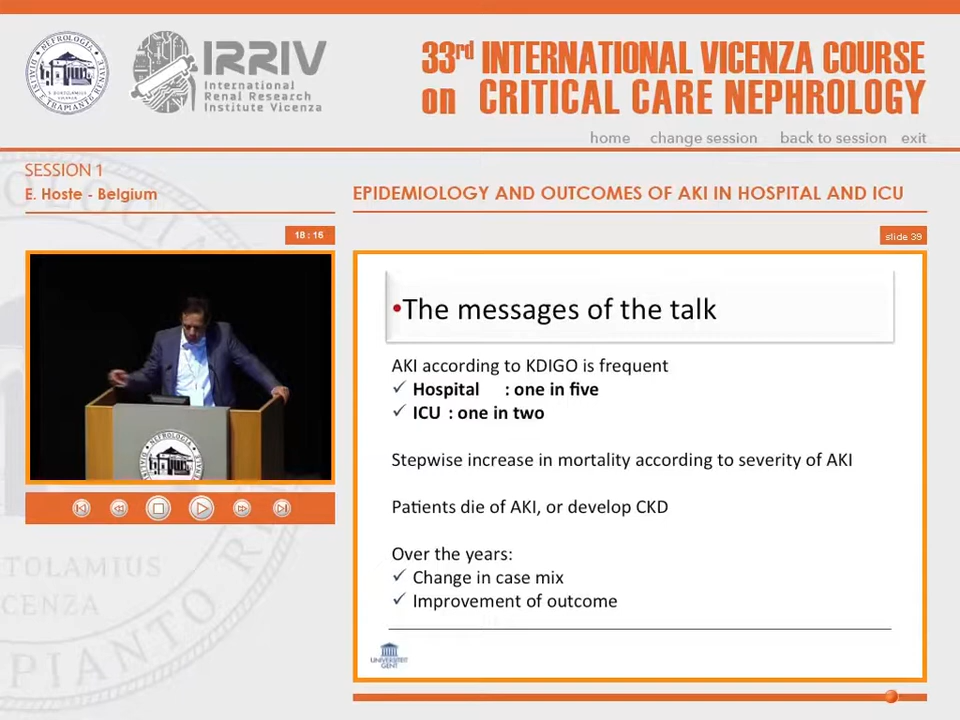 IRRIV
International
Renal Research
Institute Vicenza
33rd INTERNATIONAL VICENZA COURSE
on CRITICAL CARE NEPHROLOGY
home change session back to session exit
SESSION 1
E. Hoste - Belgium
EPIDEMIOLOGY AND OUTCOMES OF AKI IN HOSPITAL AND ICU
18 : 16
slide 39
•The messages of the talk
AKI according to KDIGO is frequent
✓ Hospital : one in five
✓ ICU : one in two
Stepwise increase in mortality according to severity of AKI
Patients die of AKI, or develop CKD
Over the years:
✓ Change in case mix
✓ Improvement of outcome
UNIVERSITEIT
GENT